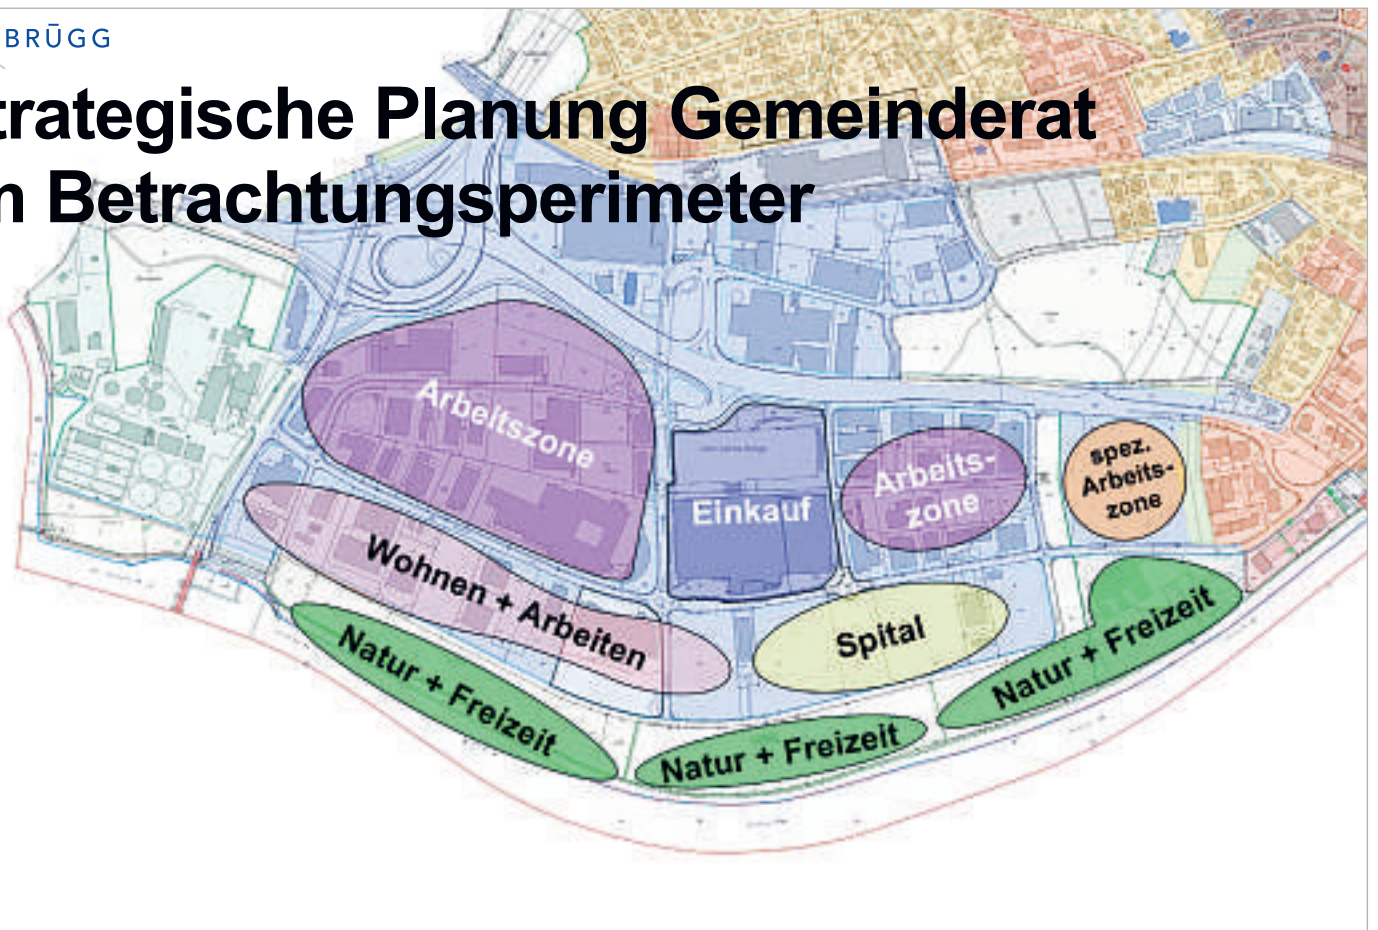 BRÜGG
trategische Planung Gemeinderat
n Betrachtungsperimeter
Arbeitszone
Einkauf
Arbeits-
zone
spez.
Arbeits-
zone
Wohnen + Arbeiten
Spital
Natur + Freizeit
Natur + Freizeit
Natur + Freizeit